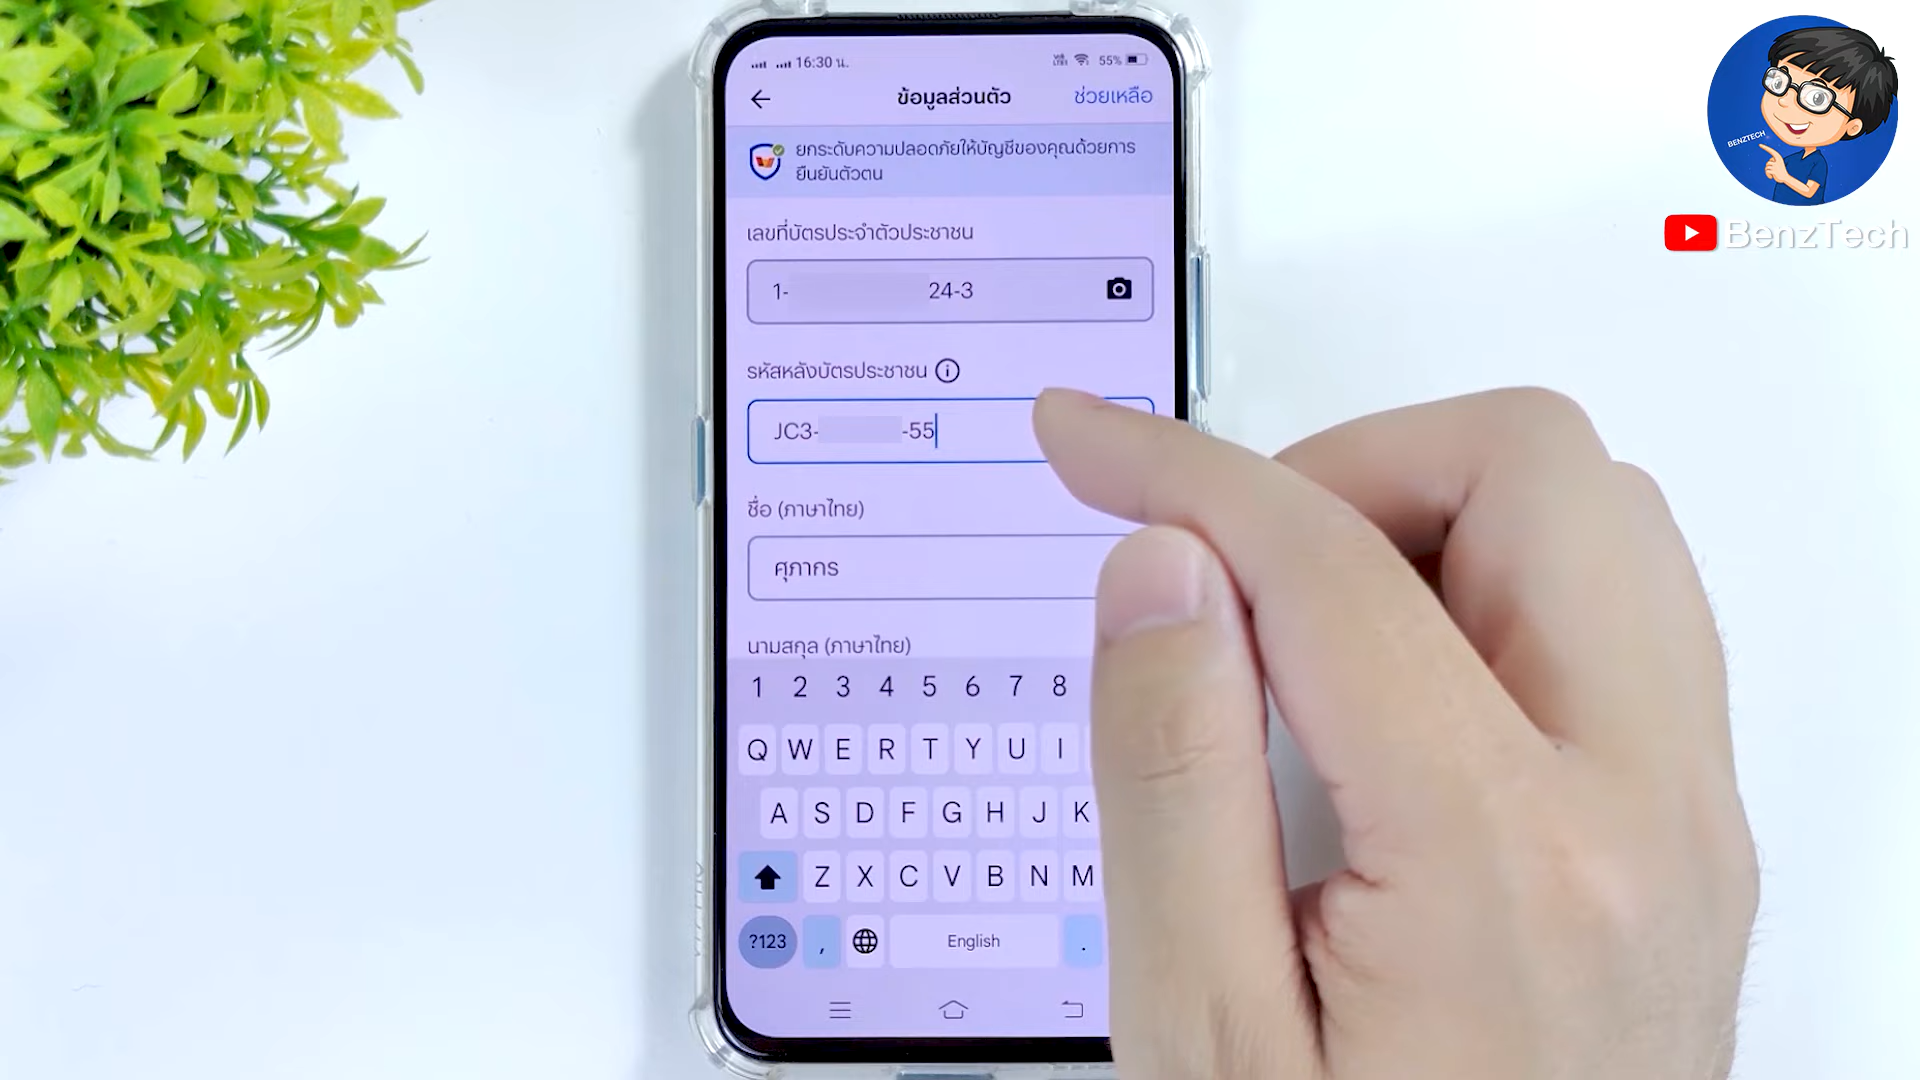 16:30 น.
55%
ข้อมูลส่วนตัว
ช่วยเหลือ
ยกระดับความปลอดภัยให้บัญชีของคุณด้วยการ
ยืนยันตัวตน
เลขที่บัตรประจำตัวประชาชน
1- 24-3
รหัสหลังบัตรประชาชน
JC3- -55
ชื่อ (ภาษาไทย)
ศุภากร
นามสกุล (ภาษาไทย)
1 2 3 4 5 6 7 8
Q W E R T Y U I
A S D F G H J K
Z X C V B N M
?123 , English .
BENZTECH
BenzTech